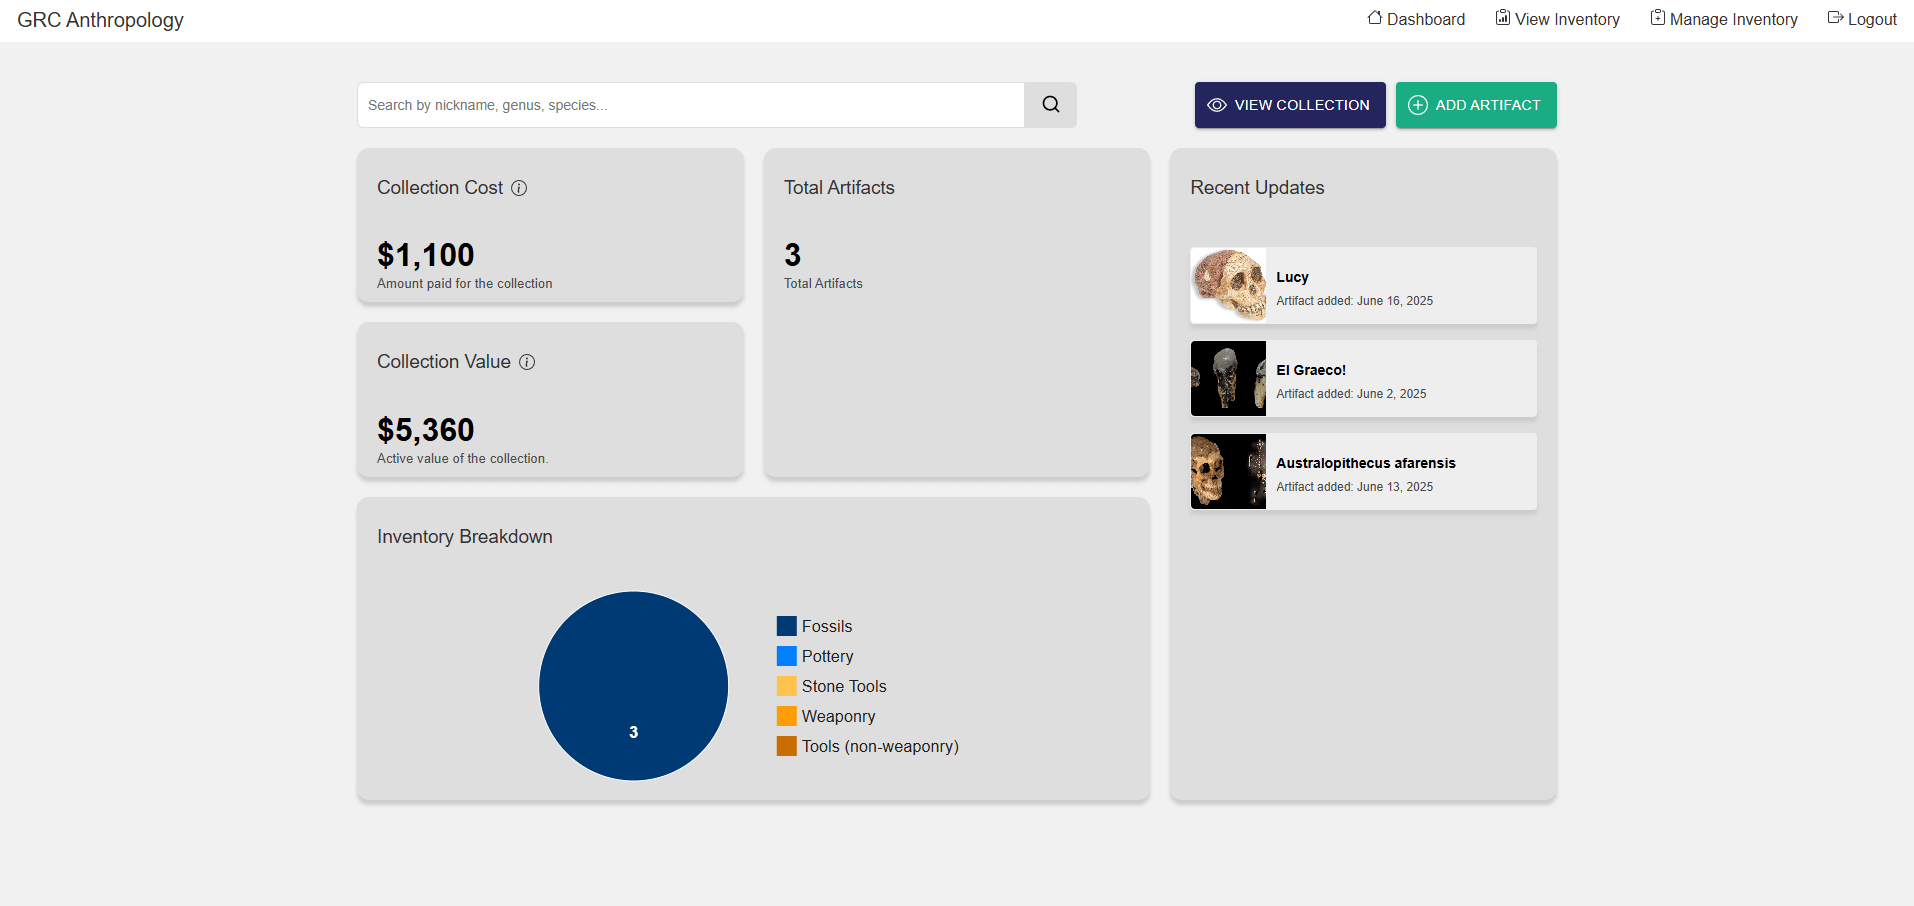 GRC Anthropology
Dashboard
View Inventory
Manage Inventory
Logout
Search by nickname, genus, species...
VIEW COLLECTION
ADD ARTIFACT
Collection Cost
$1,100
Amount paid for the collection
Total Artifacts
3
Total Artifacts
Recent Updates
Lucy
Artifact added: June 16, 2025
El Graeco!
Artifact added: June 2, 2025
Australopithecus afarensis
Artifact added: June 13, 2025
Collection Value
$5,360
Active value of the collection.
Inventory Breakdown
3
Fossils
Pottery
Stone Tools
Weaponry
Tools (non-weaponry)